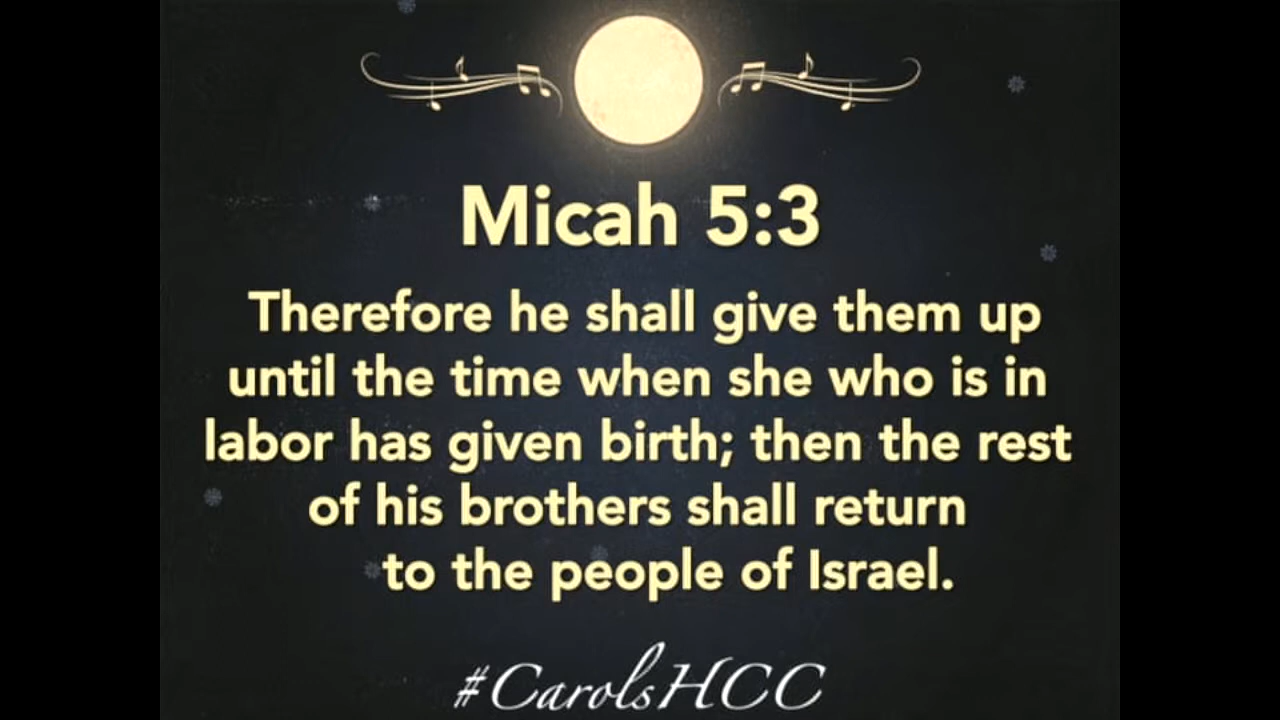 Micah 5:3
Therefore he shall give them up
until the time when she who is in
labor has given birth; then the rest
of his brothers shall return
to the people of Israel.
#CarolsHCC